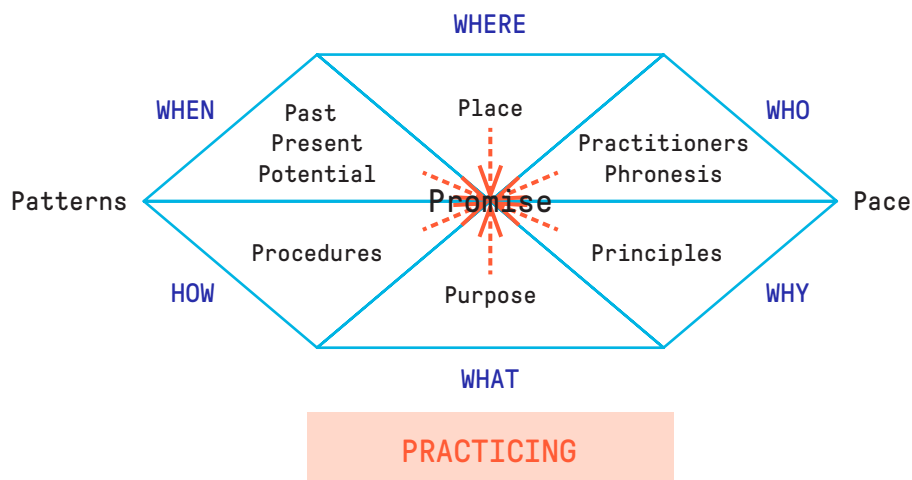 WHERE
WHEN
Past
Present
Potential
Place
WHO
Practitioners
Phronesis
Patterns
Promise
Pace
Procedures
Purpose
Principles
HOW
WHY
WHAT
PRACTICING